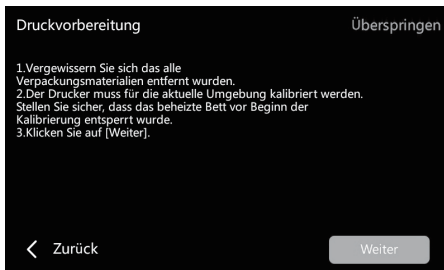 Druckvorbereitung
Überspringen
1.Vergewissern Sie sich das alle
Verpackungsmaterialien entfernt wurden.
2.Der Drucker muss für die aktuelle Umgebung kalibriert werden.
Stellen Sie sicher, dass das beheizte Bett vor Beginn der
Kalibrierung entsperrt wurde.
3.Klicken Sie auf [Weiter].
Zurück
Weiter